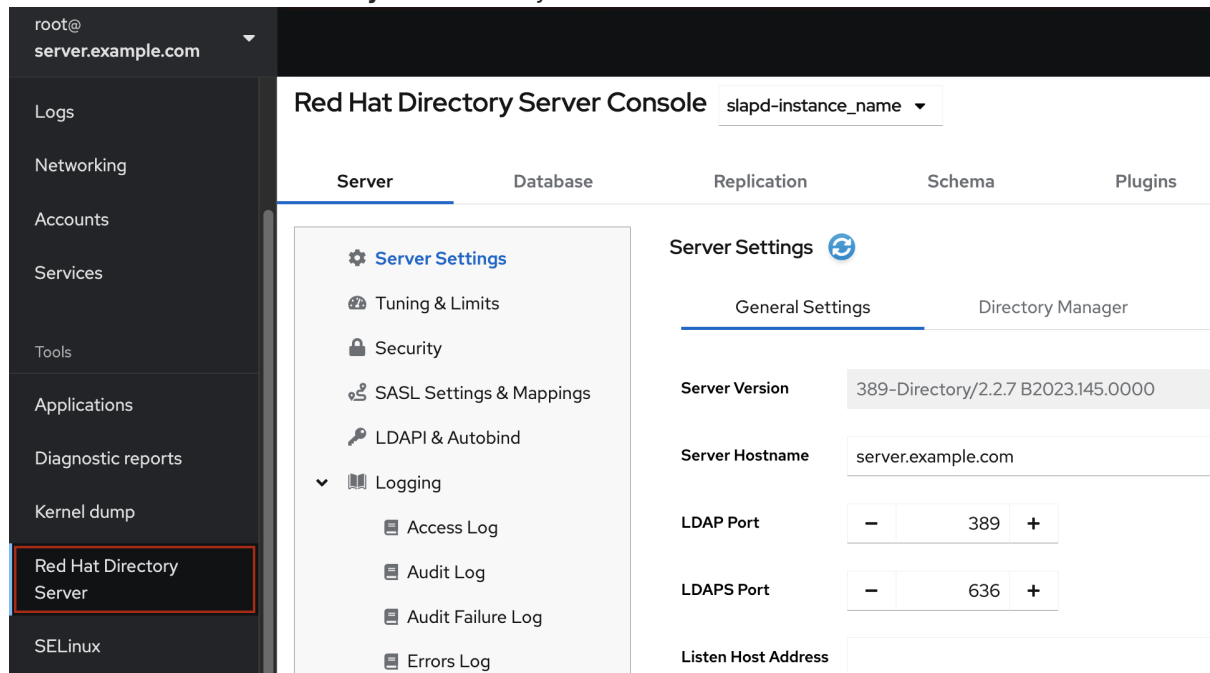 root@
server.example.com
Logs
Networking
Accounts
Services
Tools
Applications
Diagnostic reports
Kernel dump
Red Hat Directory
Server
SELinux
Red Hat Directory Server Console
slapd-instance_name
Server
Database
Replication
Schema
Plugins
Server Settings
Tuning & Limits
Security
SASL Settings & Mappings
LDAPI & Autobind
Logging
Access Log
Audit Log
Audit Failure Log
Errors Log
Server Settings
General Settings
Directory Manager
Server Version
389-Directory/2.2.7 B2023.145.0000
Server Hostname
server.example.com
LDAP Port
− 389 +
LDAPS Port
− 636 +
Listen Host Address